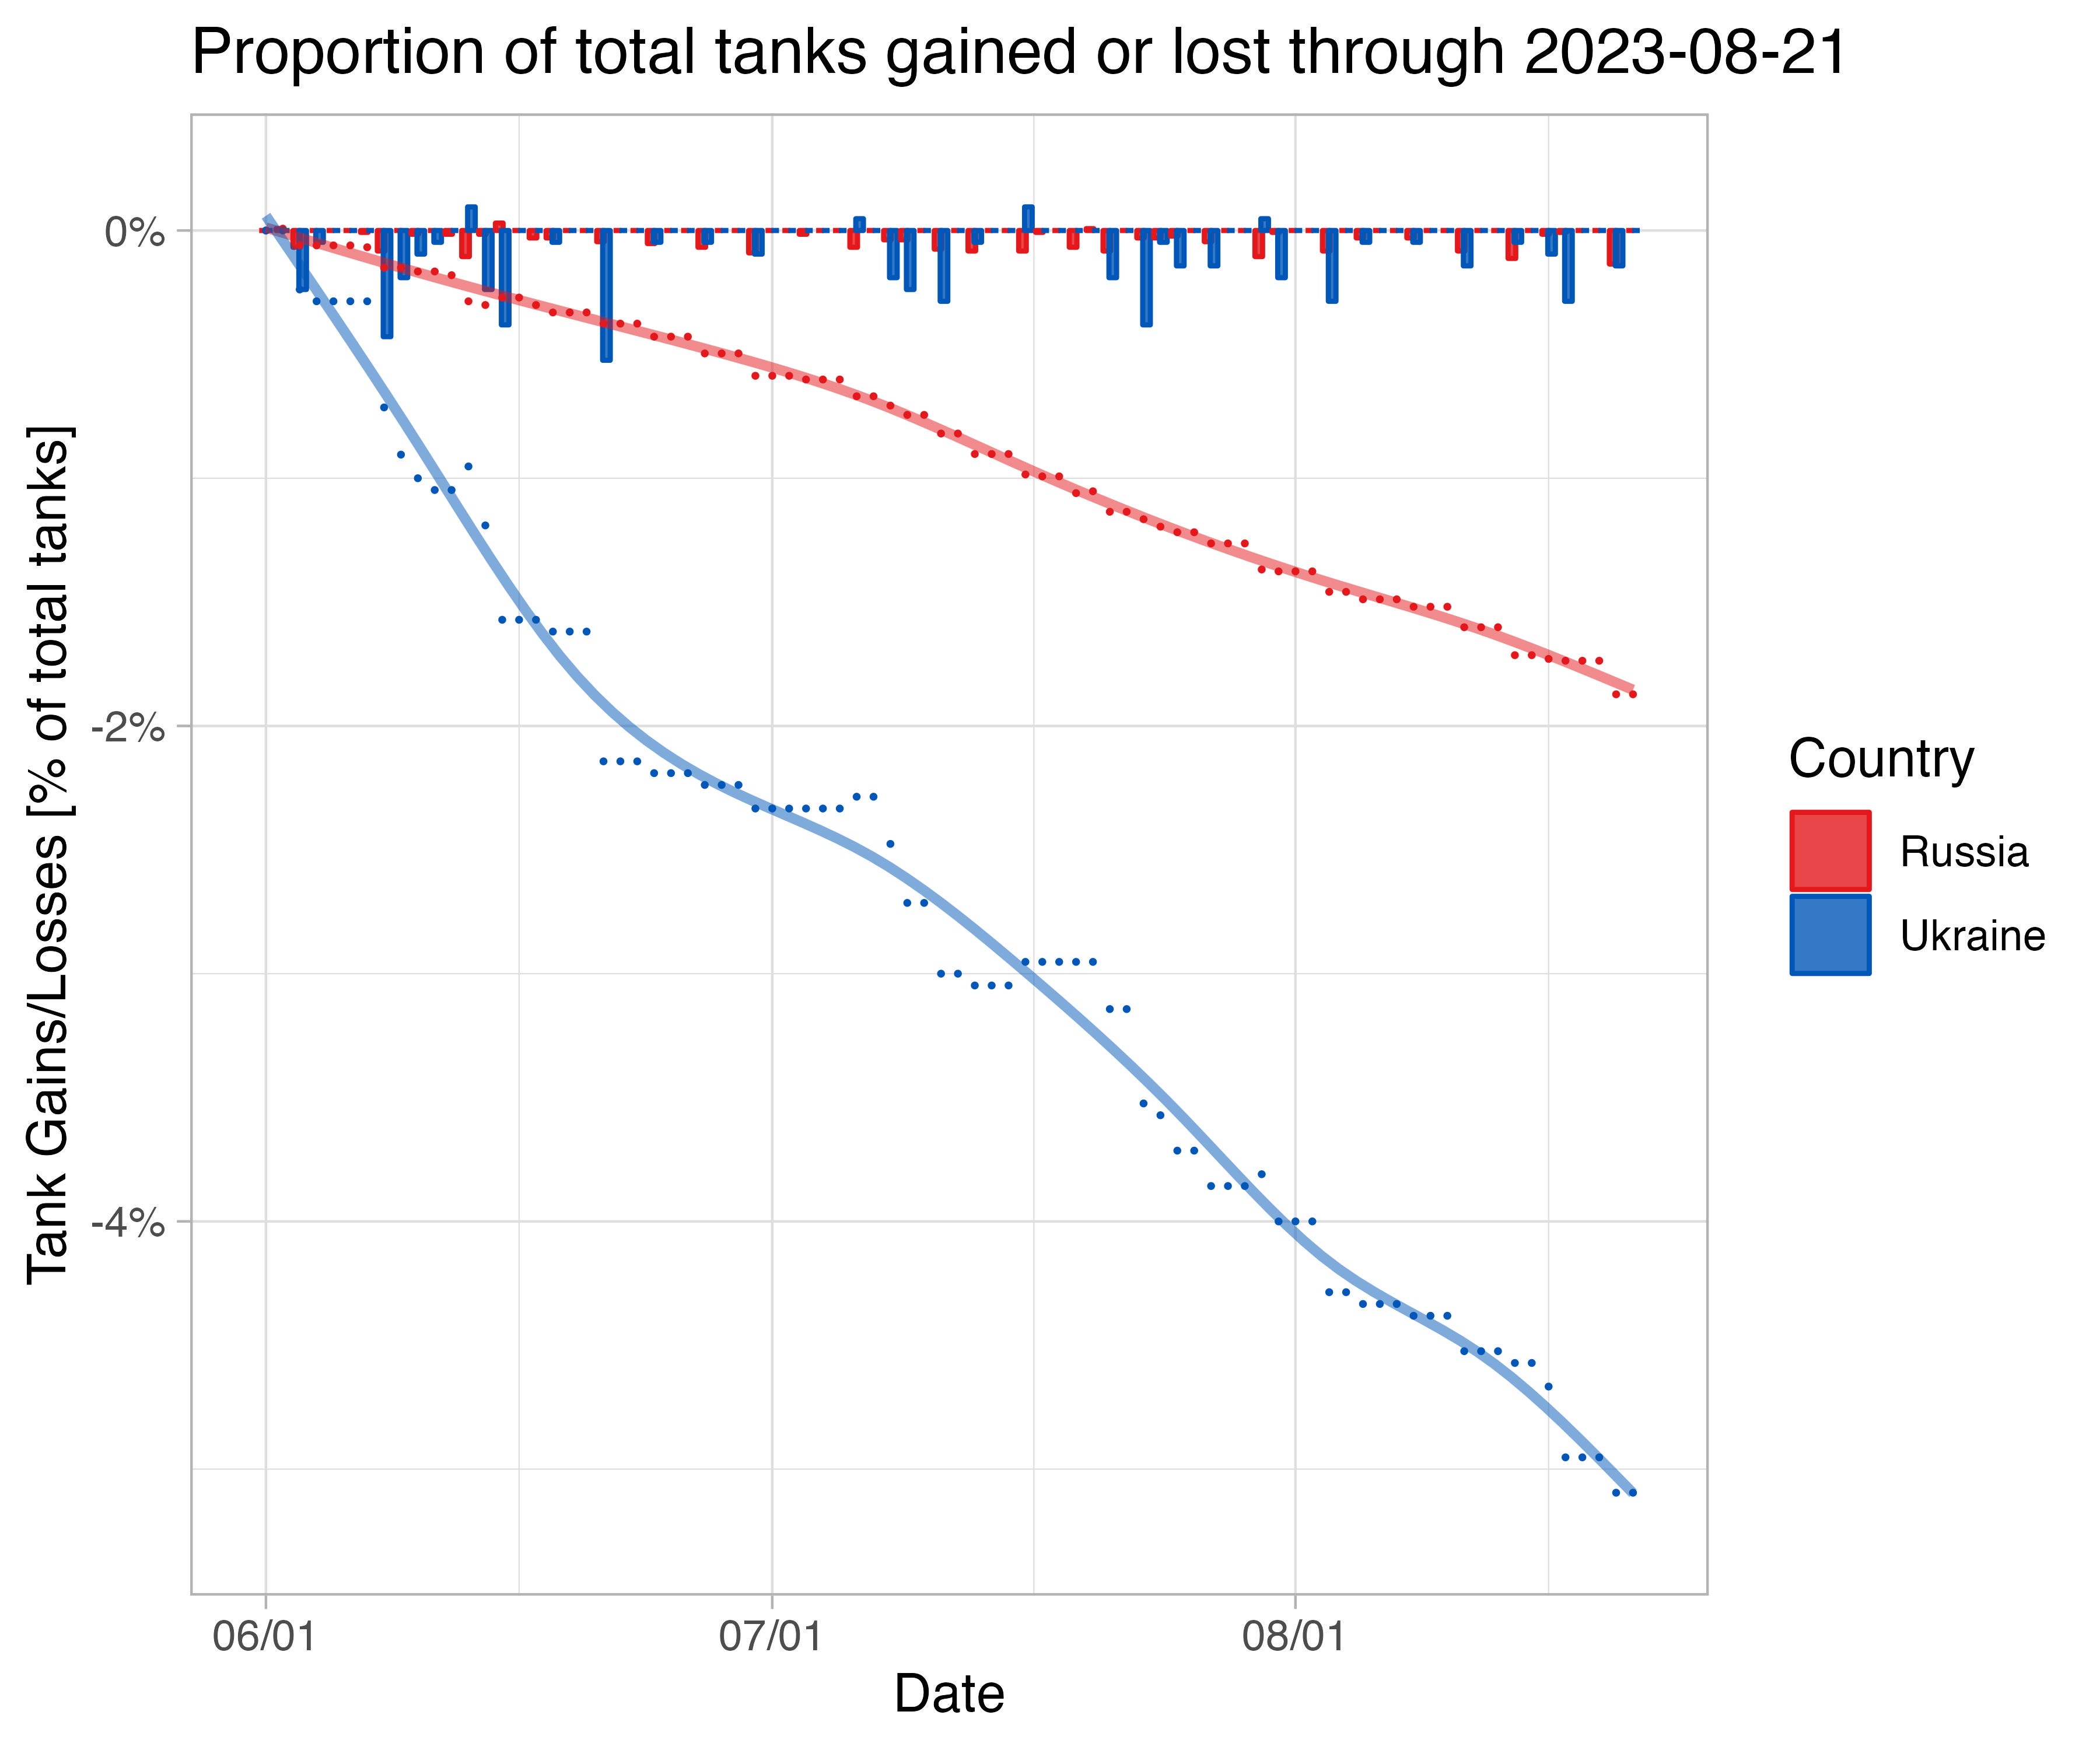 Proportion of total tanks gained or lost through 2023-08-21
Tank Gains/Losses [% of total tanks]
0%
-2%
-4%
06/01
07/01
08/01
Date
Country
Russia
Ukraine